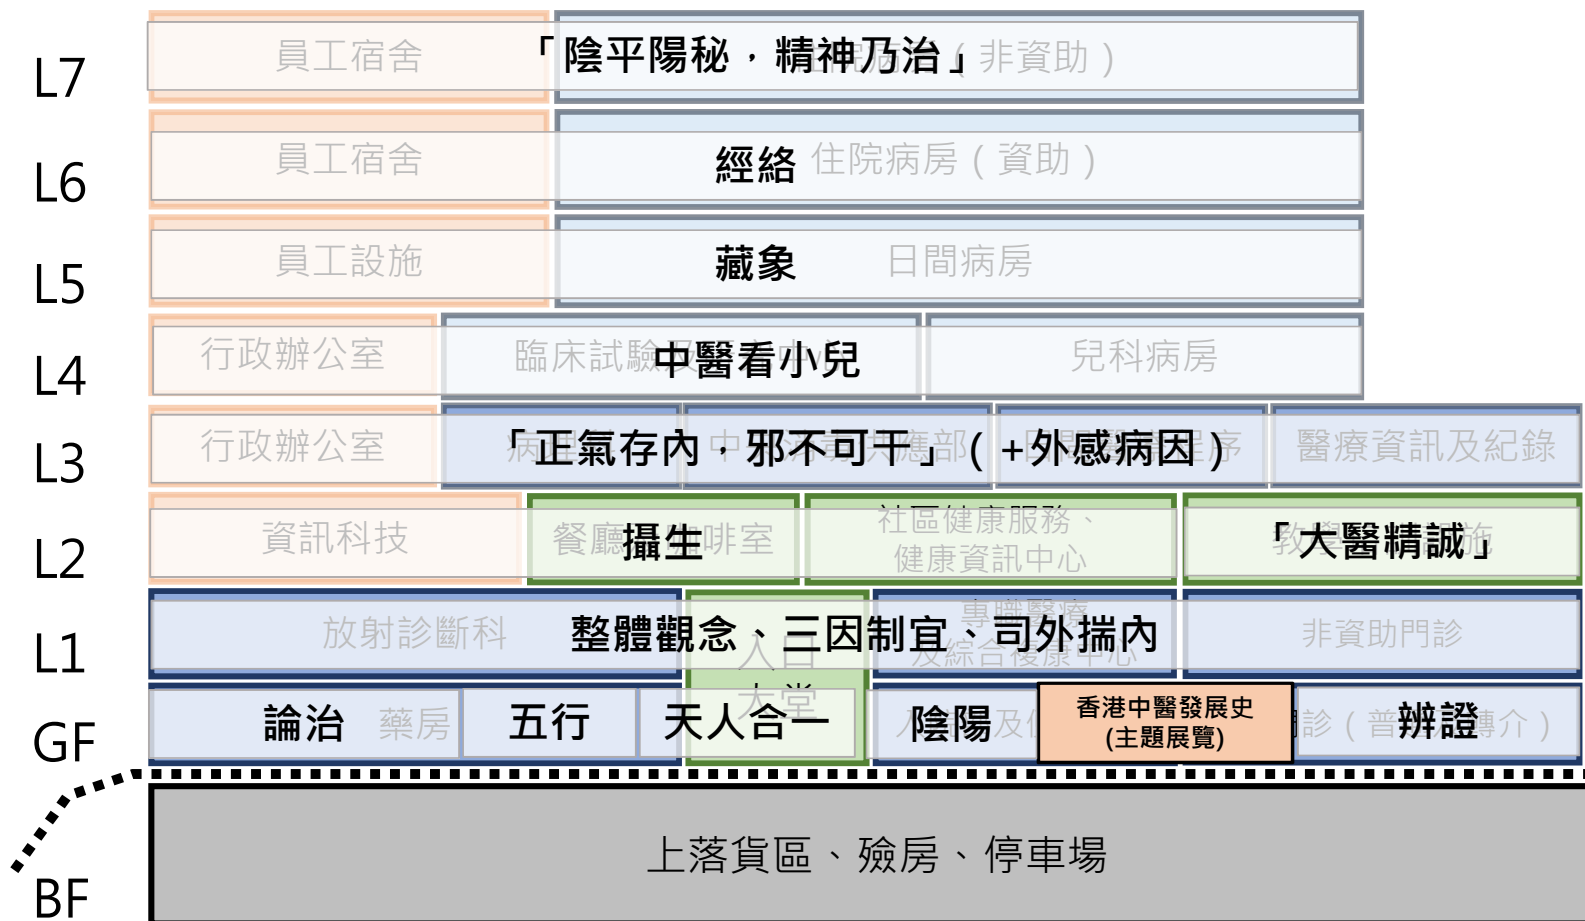 L7
員工宿舍
「陰平陽秘，精神乃治」
病房（非資助）
L6
員工宿舍
經絡
住院病房（資助）
L5
員工設施
藏象
日間病房
L4
行政辦公室
臨床試驗及
中醫看小兒
中心
兒科病房
L3
行政辦公室
「正氣存內，邪不可干」（+外感病因）
醫療資訊及紀錄
L2
資訊科技
餐廳
攝生
咖啡室
社區健康服務、
健康資訊中心
「大醫精誠」
L1
放射診斷科
整體觀念、三因制宜、司外揣內
專職醫療
及綜合復康中心
非資助門診
入口
大堂
GF
論治
藥房
五行
天人合一
陰陽
香港中醫發展史
(主題展覽)
辨證
BF
上落貨區、殮房、停車場